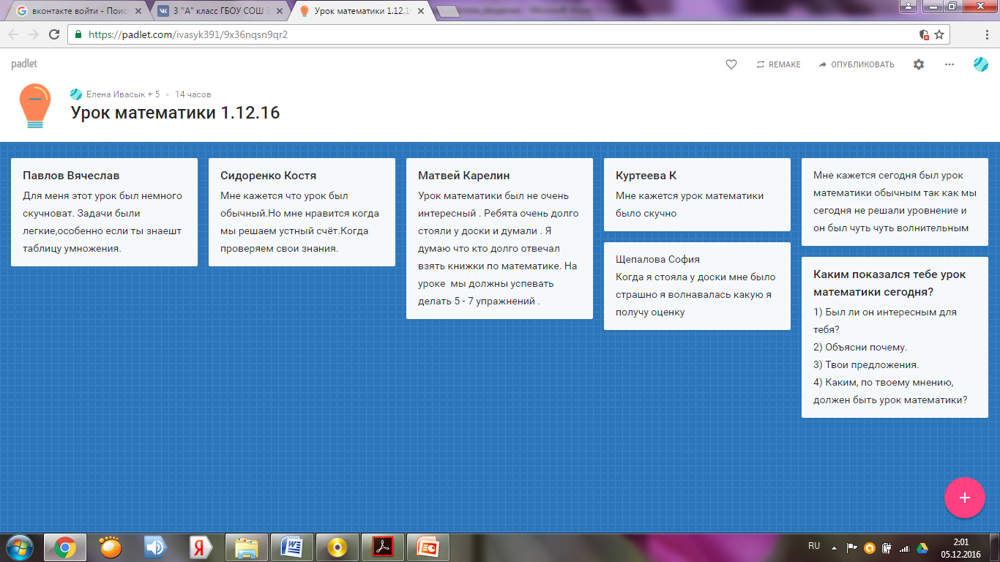 вконтакте войти - Поис
3 "А" класс ГБОУ СОШ
Урок математики 1.12.1
https://padlet.com/ivasyk391/9x36nqsn9qr2
padlet
REMAKE
ОПУБЛИКОВАТЬ
Елена Ивасык + 5 • 14 часов
Урок математики 1.12.16
Павлов Вячеслав
Для меня этот урок был немного
скучноват. Задачи были
легкие,особенно если ты знаешт
таблицу умножения.
Сидоренко Костя
Мне кажется что урок был
обычный.Но мне нравится когда
мы решаем устный счёт.Когда
проверяем свои знания.
Матвей Карелин
Урок математики был не очень
интересный . Ребята очень долго
стояли у доски и думали . Я
думаю что кто долго отвечал
взять книжки по математике. На
уроке мы должны успевать
делать 5 - 7 упражнений .
Куртеева К
Мне кажется урок математики
было скучно
Щепалова София
Когда я стояла у доски мне было
страшно я волнавалась какую я
получу оценку
Мне кажется сегодня был урок
математики обычным так как мы
сегодня не решали уровнение и
он был чуть чуть волнительным
Каким показался тебе урок
математики сегодня?
1) Был ли он интересным для
тебя?
2) Объясни почему.
3) Твои предложения.
4) Каким, по твоему мнению,
должен быть урок математики?
RU
2:01
05.12.2016